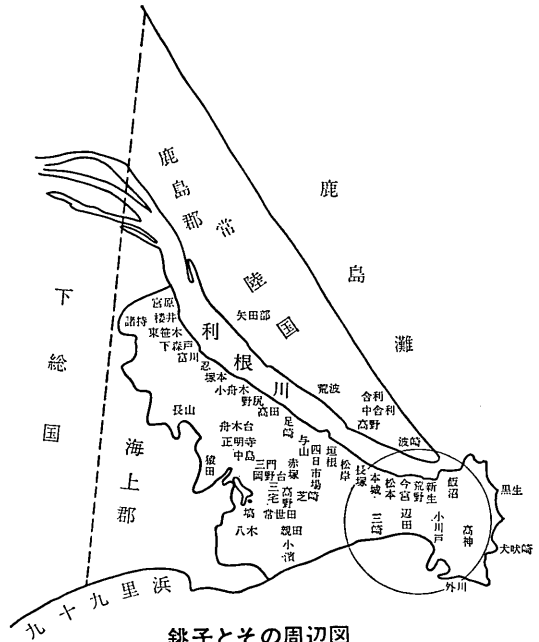 鹿島郡
常陸国
鹿島灘
下総国
海上郡
利根川
九十九里浜
矢田部
荒波
舎利
中舎利
高野
波崎
宮原
諸持
桜井
東笹木
下森戸
富川
忍
塚本
小舟木
野尻
高田
長山
舟木台
正明寺
中島
猿田
足崎
与山
三門
岡野台
赤塚
四日市場
垣根
松岸
長塚
三宅
高野
芝崎
塙
常世田
八木
親田
小濱
本城
松本
今宮
荒野
新生
飯沼
三崎
辺田
小川戸
高神
黒生
犬吠崎
外川
銚子とその周辺図